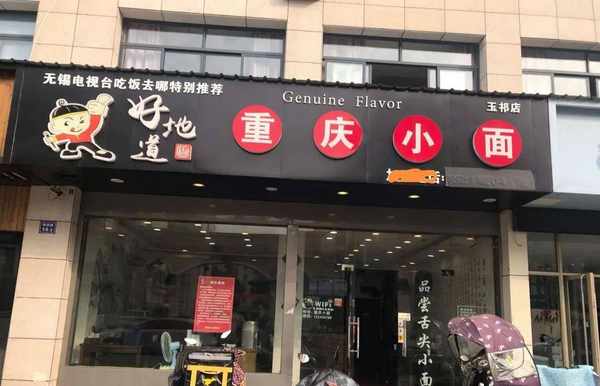 无锡电视台吃饭去哪特别推荐
Genuine Flavor
玉祁店
好地道
重庆小面
WIFI
品尝舌尖小面